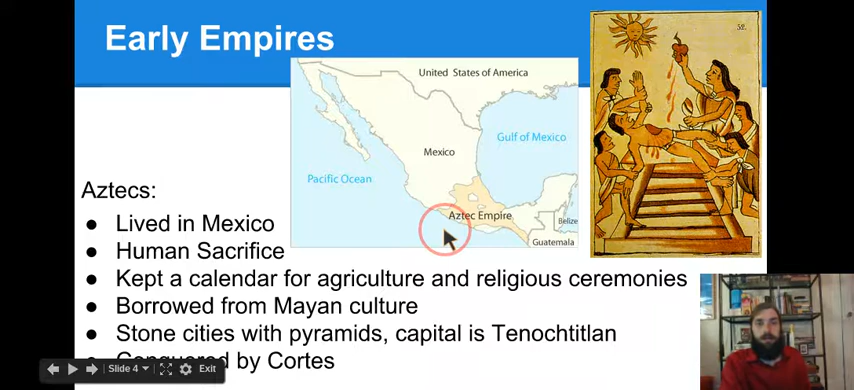 Early Empires
52.
United States of America
Gulf of Mexico
Mexico
Pacific Ocean
Aztec Empire
Belize
Guatemala
Aztecs:
● Lived in Mexico
● Human Sacrifice
● Kept a calendar for agriculture and religious ceremonies
● Borrowed from Mayan culture
● Stone cities with pyramids, capital is Tenochtitlan
● Conquered by Cortes
Slide 4
Exit